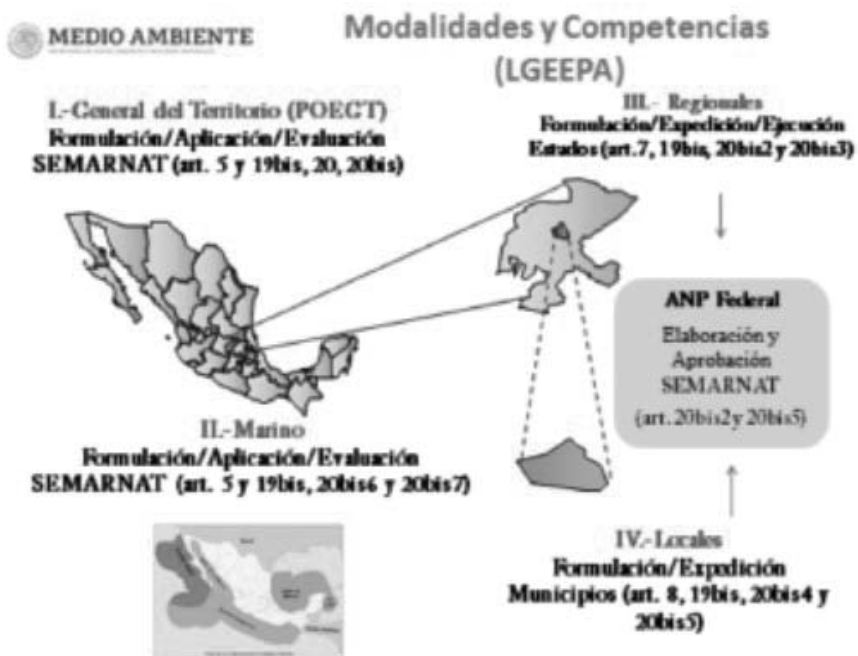 MEDIO AMBIENTE
Modalidades y Competencias
(LGEEPA)
I.-General del Territorio (POEGT)
Formulación/Aplicación/Evaluación
SEMARNAT (art. 5 y 19bis, 20, 20bis)
III.- Regionales
Formulación/Expedición/Ejecución
Estados (art.7, 19bis, 20bis2 y 20bis3)
ANP Federal
Elaboración y
Aprobación
SEMARNAT
(art. 20bis2 y 20bis5)
II.-Marino
Formulación/Aplicación/Evaluación
SEMARNAT (art. 5 y 19bis, 20bis6 y 20bis7)
IV.-Locales
Formulación/Expedición
Municipios (art. 8, 19bis, 20bis4 y
20bis5)